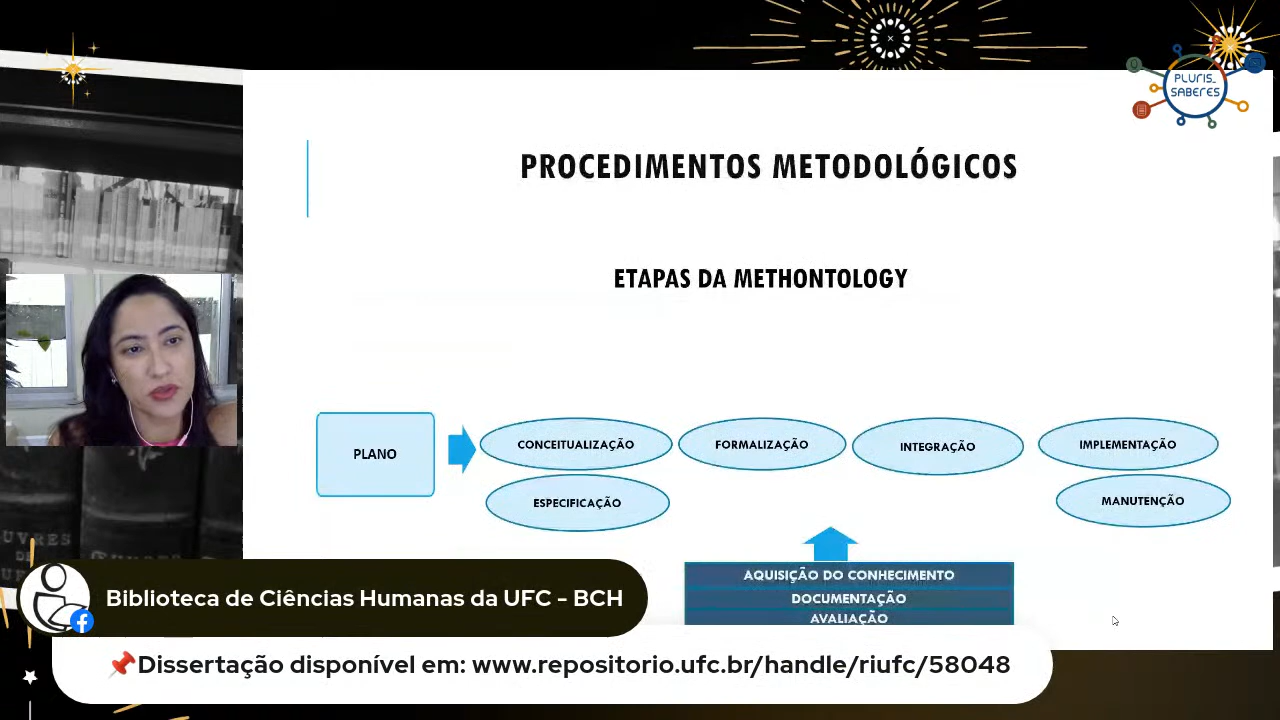 PLURIS_
SABERES
PROCEDIMENTOS METODOLÓGICOS
ETAPAS DA METHONTOLOGY
PLANO
CONCEITUALIZAÇÃO
FORMALIZAÇÃO
INTEGRAÇÃO
IMPLEMENTAÇÃO
ESPECIFICAÇÃO
MANUTENÇÃO
AQUISIÇÃO DO CONHECIMENTO
DOCUMENTAÇÃO
AVALIAÇÃO
Biblioteca de Ciências Humanas da UFC - BCH
📌Dissertação disponível em: www.repositorio.ufc.br/handle/riufc/58048